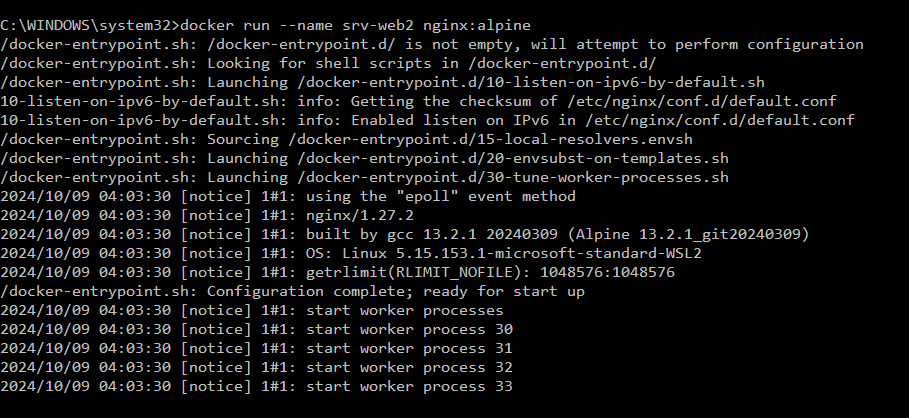 C:\WINDOWS\system32>docker run --name srv-web2 nginx:alpine
/docker-entrypoint.sh: /docker-entrypoint.d/ is not empty, will attempt to perform configuration
/docker-entrypoint.sh: Looking for shell scripts in /docker-entrypoint.d/
/docker-entrypoint.sh: Launching /docker-entrypoint.d/10-listen-on-ipv6-by-default.sh
10-listen-on-ipv6-by-default.sh: info: Getting the checksum of /etc/nginx/conf.d/default.conf
10-listen-on-ipv6-by-default.sh: info: Enabled listen on IPv6 in /etc/nginx/conf.d/default.conf
/docker-entrypoint.sh: Sourcing /docker-entrypoint.d/15-local-resolvers.envsh
/docker-entrypoint.sh: Launching /docker-entrypoint.d/20-envsubst-on-templates.sh
/docker-entrypoint.sh: Launching /docker-entrypoint.d/30-tune-worker-processes.sh
2024/10/09 04:03:30 [notice] 1#1: using the "epoll" event method
2024/10/09 04:03:30 [notice] 1#1: nginx/1.27.2
2024/10/09 04:03:30 [notice] 1#1: built by gcc 13.2.1 20240309 (Alpine 13.2.1_git20240309)
2024/10/09 04:03:30 [notice] 1#1: OS: Linux 5.15.153.1-microsoft-standard-WSL2
2024/10/09 04:03:30 [notice] 1#1: getrlimit(RLIMIT_NOFILE): 1048576:1048576
/docker-entrypoint.sh: Configuration complete; ready for start up
2024/10/09 04:03:30 [notice] 1#1: start worker processes
2024/10/09 04:03:30 [notice] 1#1: start worker process 30
2024/10/09 04:03:30 [notice] 1#1: start worker process 31
2024/10/09 04:03:30 [notice] 1#1: start worker process 32
2024/10/09 04:03:30 [notice] 1#1: start worker process 33